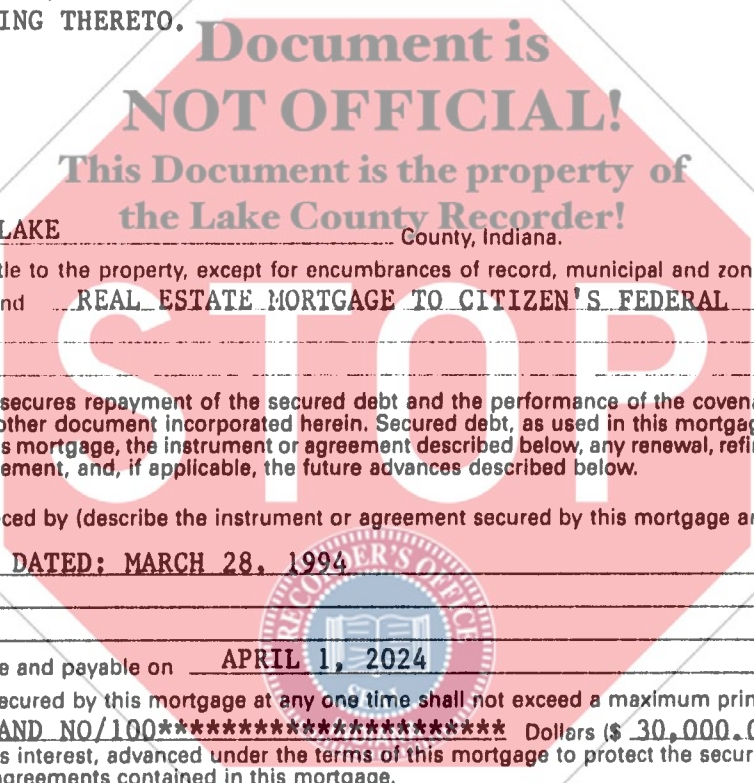 ING THERETO.
Document is
NOT OFFICIAL!
This Document is the property of
the Lake County Recorder!
LAKE County, Indiana.
tle to the property, except for encumbrances of record, municipal and zon
nd REAL ESTATE MORTGAGE TO CITIZEN'S FEDERAL
STOP
secures repayment of the secured debt and the performance of the covena
other document incorporated herein. Secured debt, as used in this mortgag
s mortgage, the instrument or agreement described below, any renewal, refi
ement, and, if applicable, the future advances described below.
ced by (describe the instrument or agreement secured by this mortgage a
DATED: MARCH 28, 1994
RECORDER'S OFFICE
e and payable on APRIL 1, 2024
SEAL
ecured by this mortgage at any one time shall not exceed a maximum prin
AND NO/100********************** Dollars ($ 30,000.0
s interest, advanced under the terms of this mortgage to protect the secur
agreements contained in this mortgage.